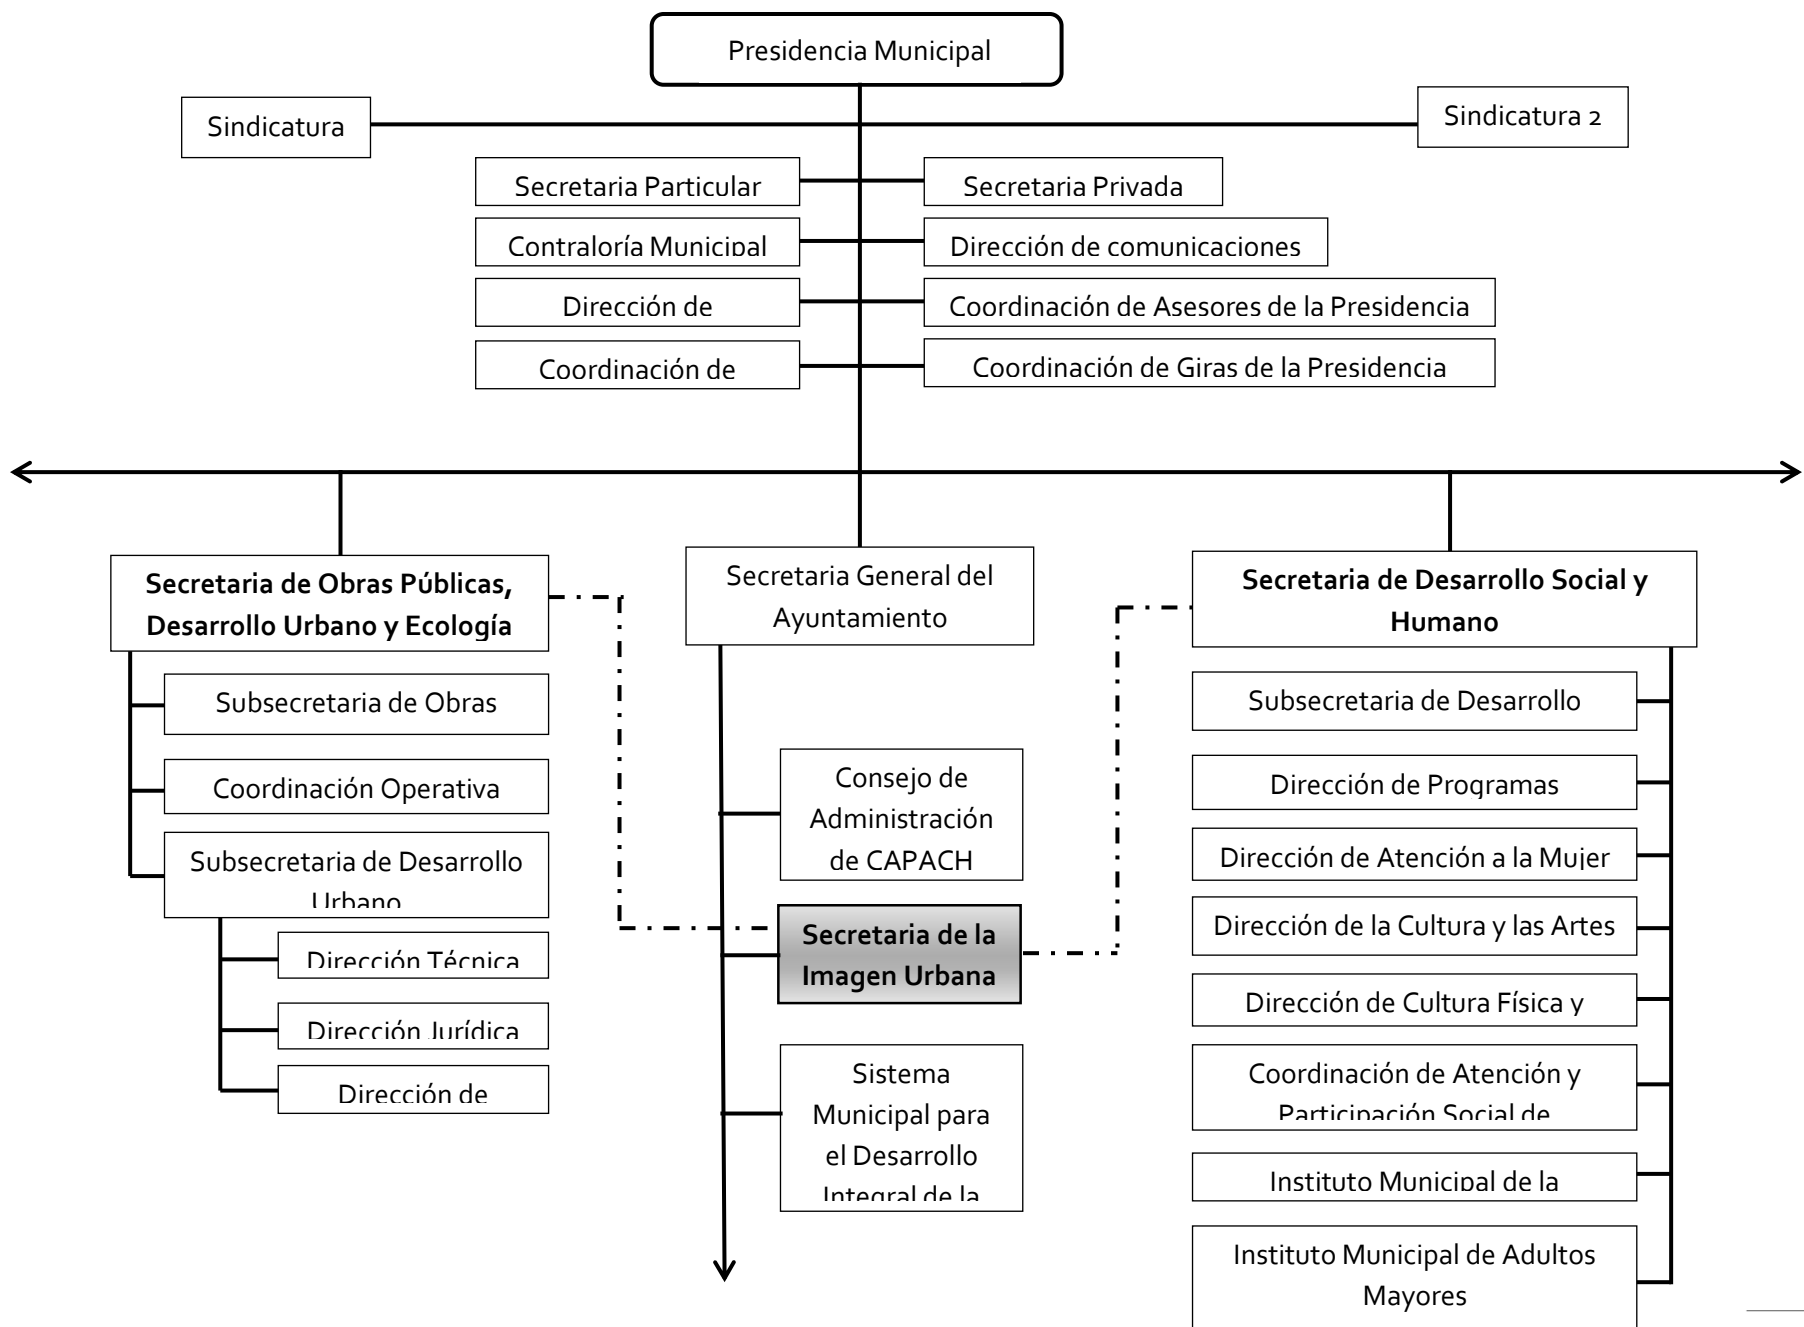 Presidencia Municipal
Sindicatura
Sindicatura 2
Secretaria Particular
Secretaria Privada
Contraloría Municipal
Dirección de comunicaciones
Dirección de
Coordinación de Asesores de la Presidencia
Coordinación de
Coordinación de Giras de la Presidencia
Secretaria de Obras Públicas,
Desarrollo Urbano y Ecología
Subsecretaria de Obras
Coordinación Operativa
Subsecretaria de Desarrollo
Urbano
Dirección Técnica
Dirección Jurídica
Dirección de
Secretaria General del
Ayuntamiento
Consejo de
Administración
de CAPACH
Secretaria de la
Imagen Urbana
Sistema
Municipal para
el Desarrollo
Integral de la
Secretaria de Desarrollo Social y
Humano
Subsecretaria de Desarrollo
Dirección de Programas
Dirección de Atención a la Mujer
Dirección de la Cultura y las Artes
Dirección de Cultura Física y
Coordinación de Atención y
Participación Social de
Instituto Municipal de la
Instituto Municipal de Adultos
Mayores